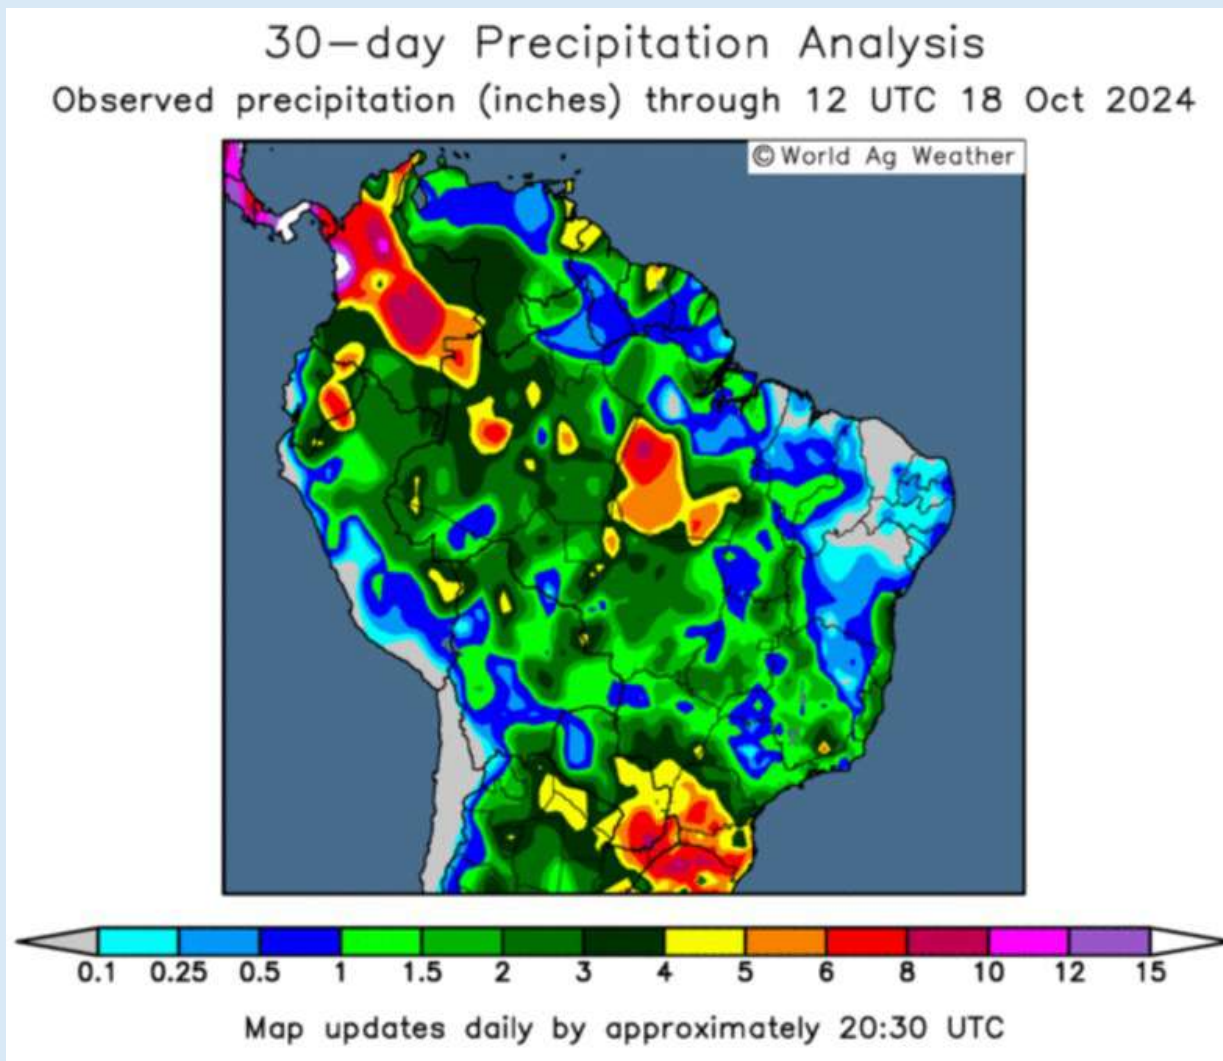 30-day Precipitation Analysis
Observed precipitation (inches) through 12 UTC 18 Oct 2024
© World Ag Weather
0.1 0.25 0.5 1 1.5 2 3 4 5 6 8 10 12 15
Map updates daily by approximately 20:30 UTC